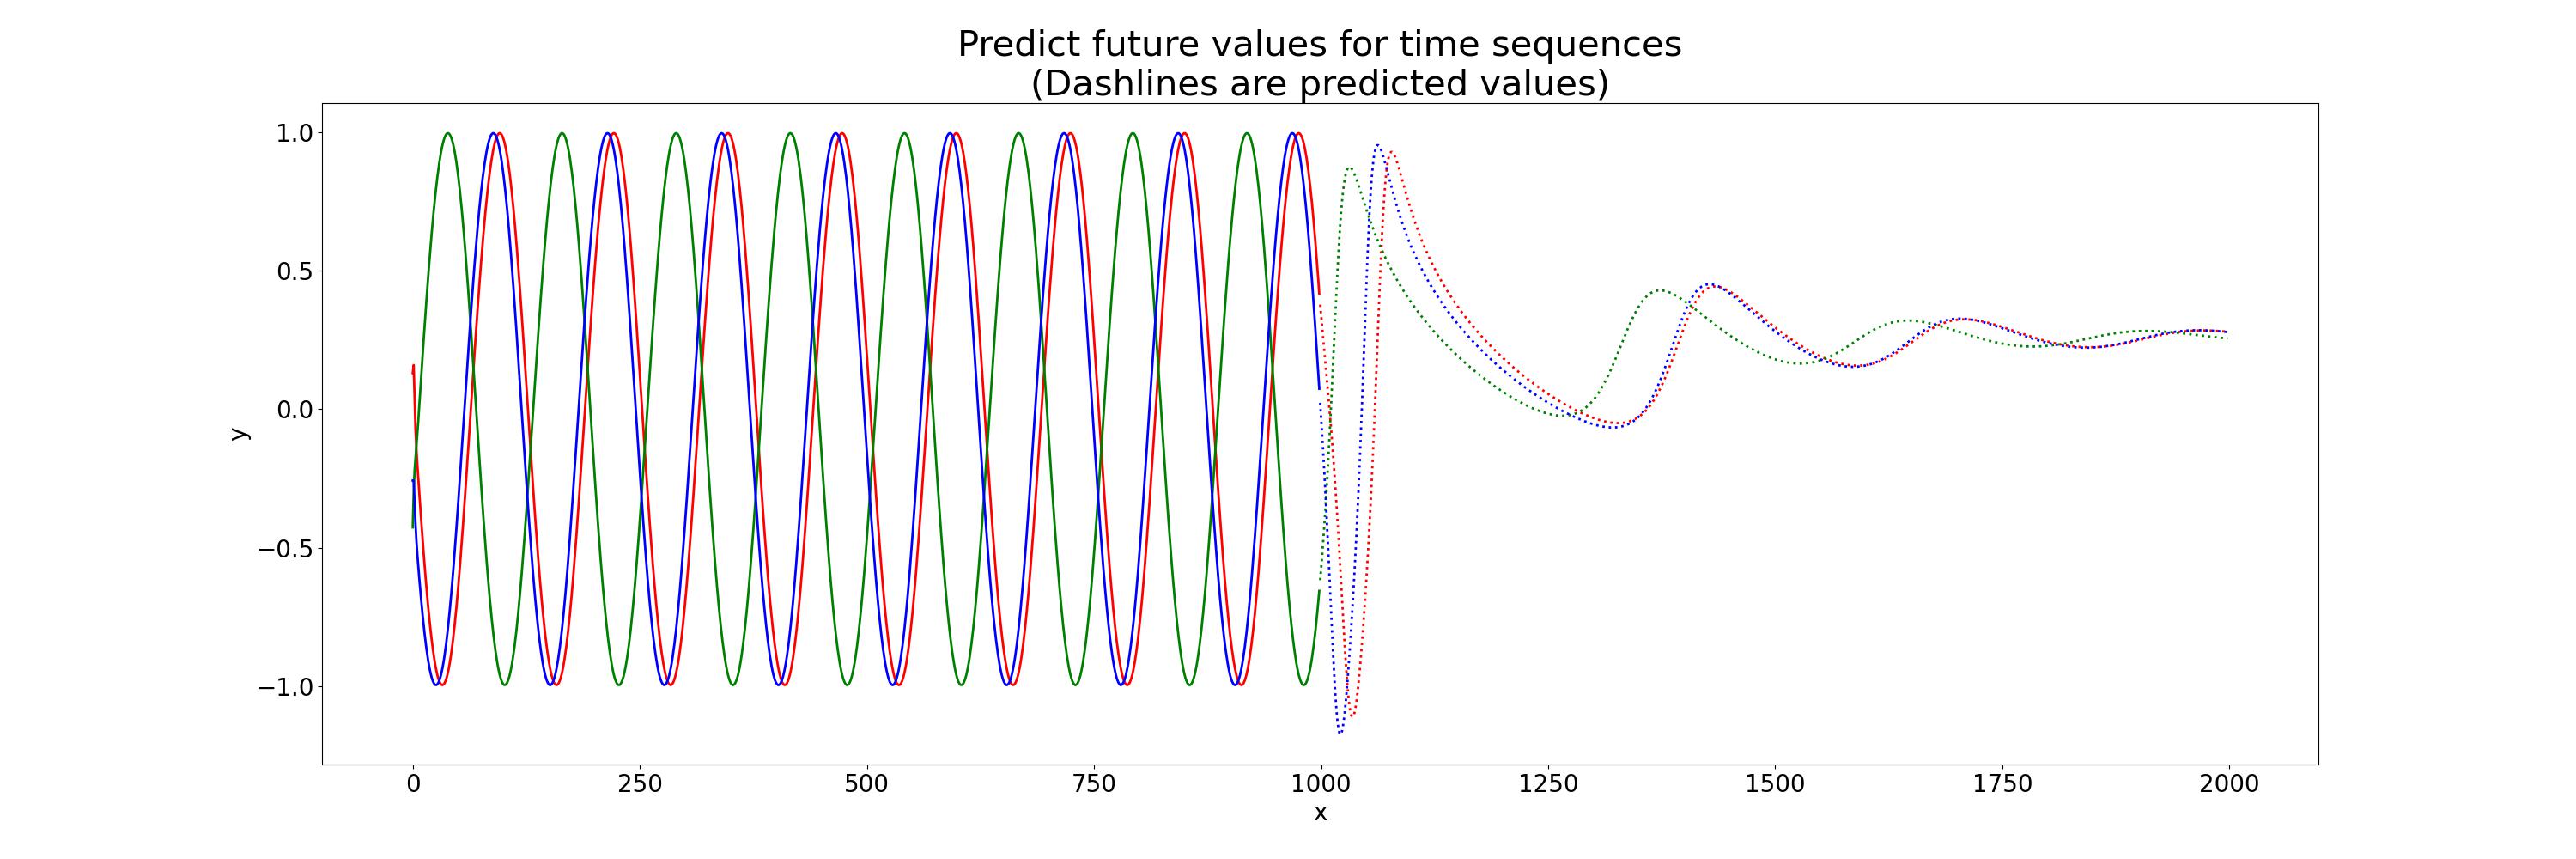 Predict future values for time sequences
(Dashlines are predicted values)
1.0
0.5
0.0
−0.5
−1.0
y
0 250 500 750 1000 1250 1500 1750 2000
x